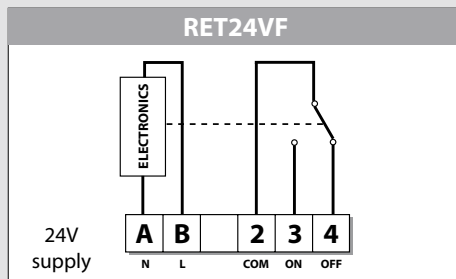 RET24VF
ELECTRONICS
24V
supply
A B 2 3 4
N L COM ON OFF